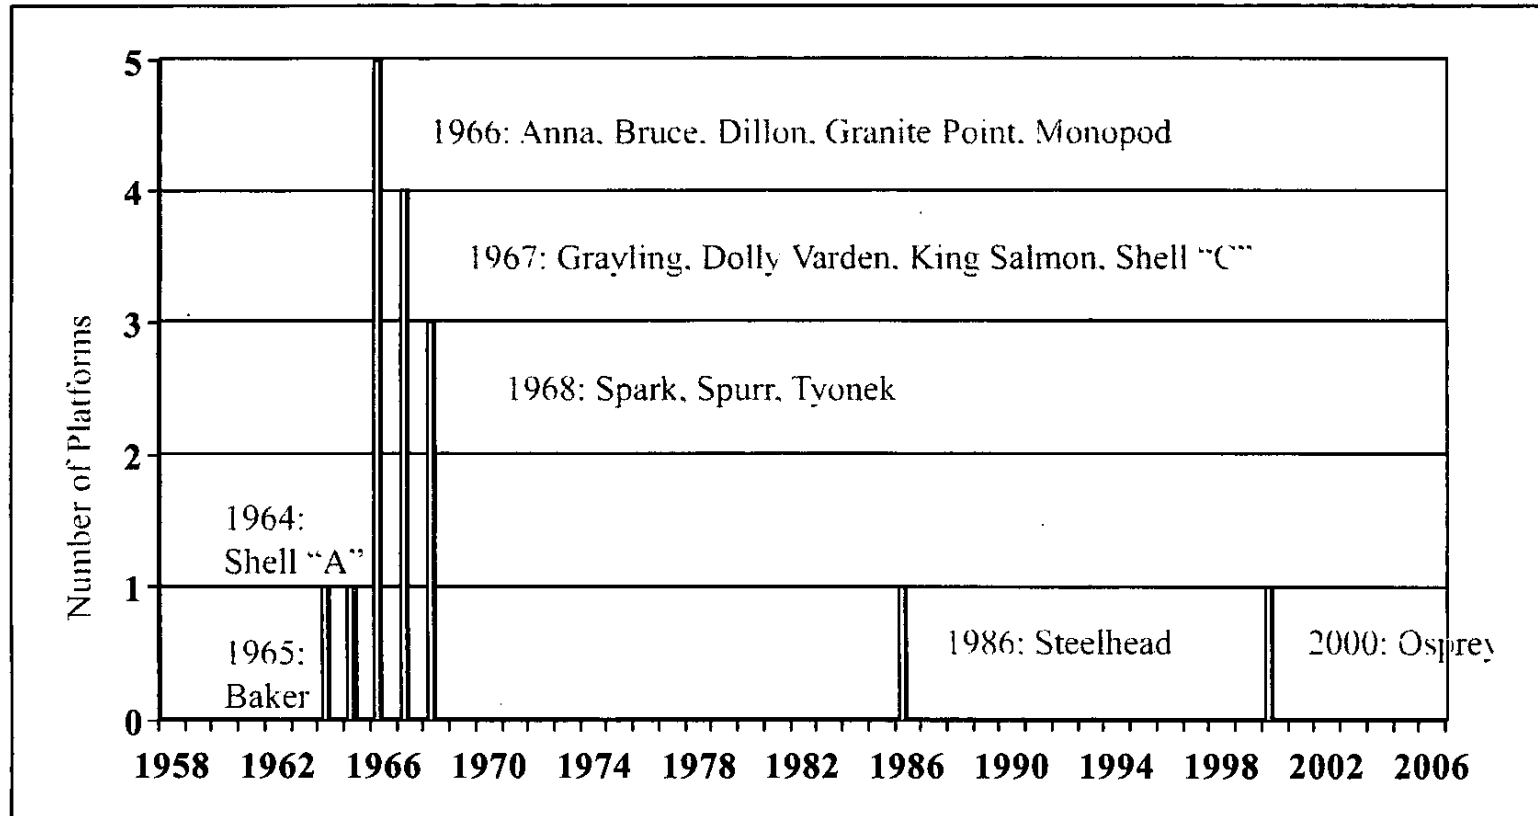 5
1966: Anna, Bruce, Dillon, Granite Point, Monopod
4
1967: Grayling, Dolly Varden, King Salmon, Shell "C"
3
1968: Spark, Spurr, Tyonek
Number of Platforms
2
1964:
Shell "A"
1
1965:
Baker
1986: Steelhead
2000: Osprey
0
1958 1962 1966 1970 1974 1978 1982 1986 1990 1994 1998 2002 2006